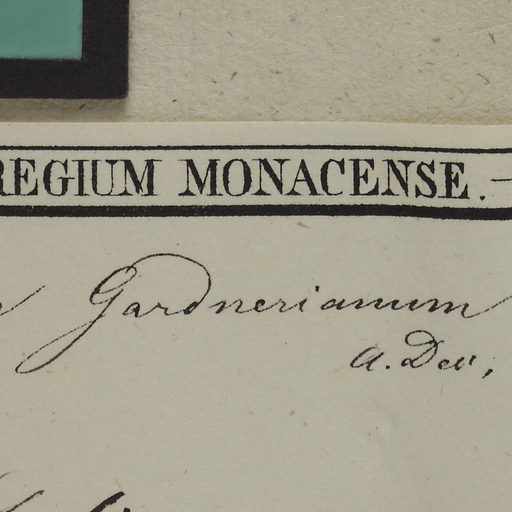 REGIUM MONACENSE. —
Gardnerianum
A. Dec,